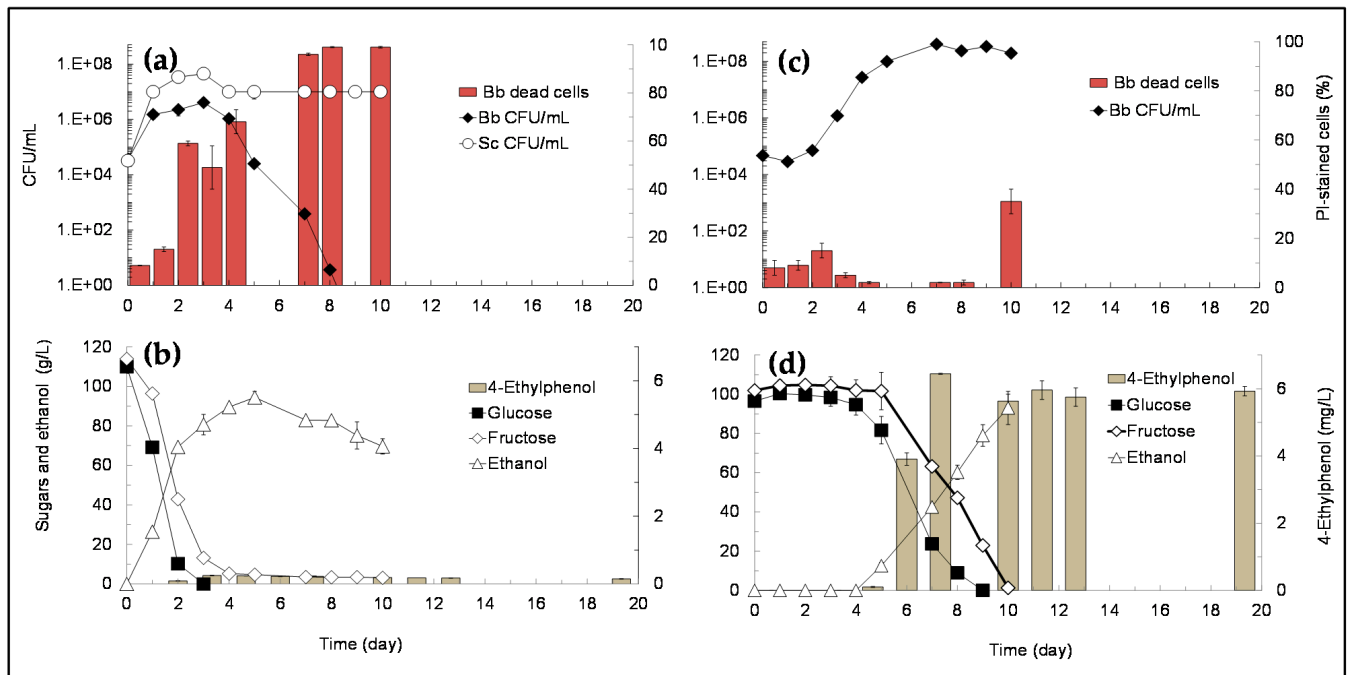 (a)
CFU/mL
1.E+08
1.E+06
1.E+04
1.E+02
1.E+00
10
80
60
40
20
0
Bb dead cells
Bb CFU/mL
Sc CFU/mL
0 2 4 6 8 10 12 14 16 18 20
(c)
1.E+08
1.E+06
1.E+04
1.E+02
1.E+00
100
80
60
40
20
0
PI-stained cells (%)
Bb dead cells
Bb CFU/mL
0 2 4 6 8 10 12 14 16 18 20
(b)
Sugars and ethanol (g/L)
120
100
80
60
40
20
0
6
4
2
0
4-Ethylphenol
Glucose
Fructose
Ethanol
0 2 4 6 8 10 12 14 16 18 20
Time (day)
(d)
120
100
80
60
40
20
0
6
4
2
0
4-Ethylphenol (mg/L)
4-Ethylphenol
Glucose
Fructose
Ethanol
0 2 4 6 8 10 12 14 16 18 20
Time (day)